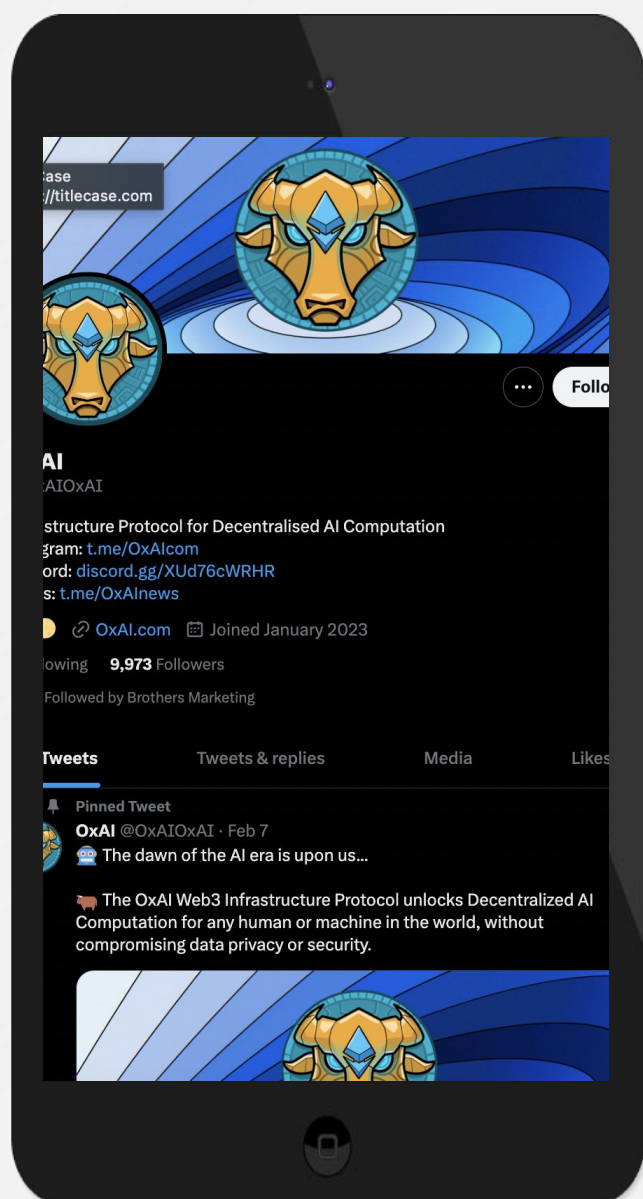 Case
://titlecase.com
Follo
AI
AIOxAI
structure Protocol for Decentralised AI Computation
gram: t.me/OxAIcom
ord: discord.gg/XUd76cWRHR
s: t.me/OxAInews
OxAI.com Joined January 2023
lowing 9,973 Followers
Followed by Brothers Marketing
Tweets Tweets & replies Media Likes
Pinned Tweet
OxAI @OxAIOxAI · Feb 7
🤖 The dawn of the AI era is upon us...
🐂 The OxAI Web3 Infrastructure Protocol unlocks Decentralized AI
Computation for any human or machine in the world, without
compromising data privacy or security.